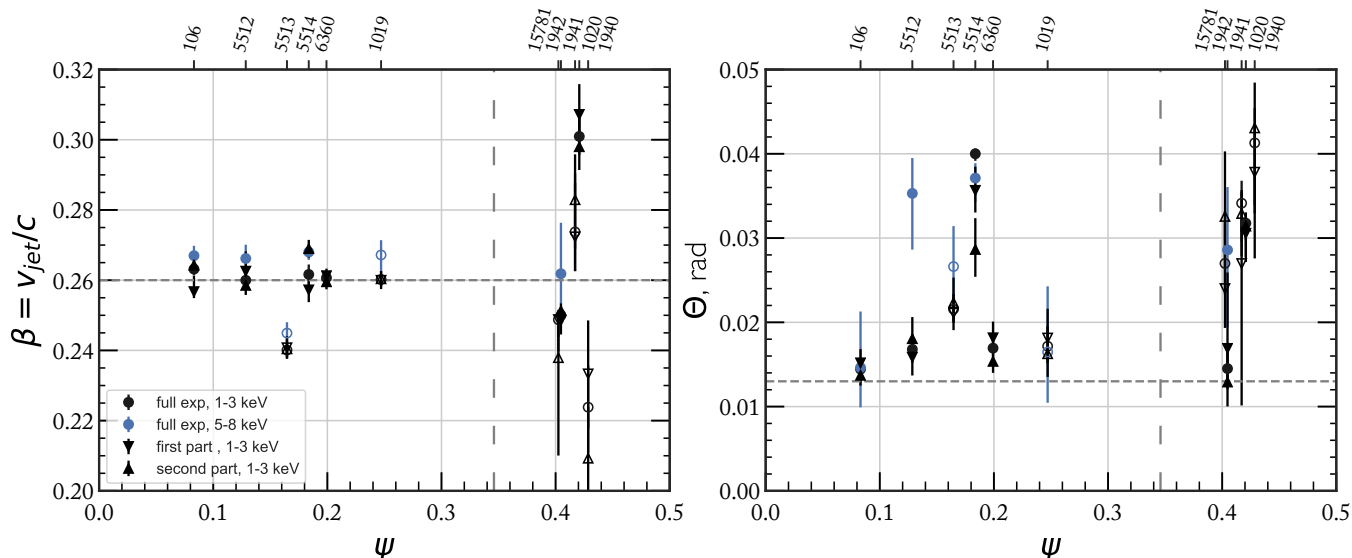 106 5512 5513 5514 6360 1019 15781 1942 1941 1020 1940
0.32
0.30
0.28
0.26
0.24
0.22
0.20
β = v_jet/c
full exp, 1-3 keV
full exp, 5-8 keV
first part , 1-3 keV
second part, 1-3 keV
0.0 0.1 0.2 0.3 0.4 0.5
ψ
106 5512 5513 5514 6360 1019 15781 1942 1941 1020 1940
0.05
0.04
0.03
0.02
0.01
0.00
Θ, rad
0.0 0.1 0.2 0.3 0.4 0.5
ψ